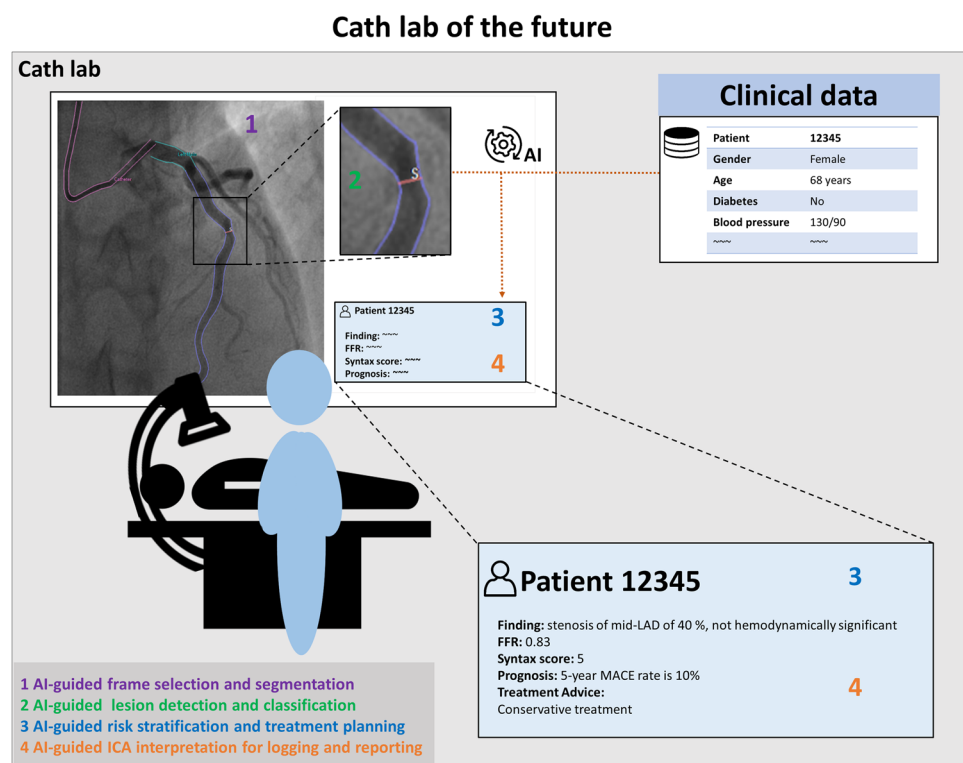 Cath lab of the future
Cath lab
1
2
S
AI
Clinical data
Patient 12345
Gender Female
Age 68 years
Diabetes No
Blood pressure 130/90
~~~ ~~~
Patient 12345
3
Finding: ~~~
FFR: ~~~
Syntax score: ~~~
Prognosis: ~~~
4
Patient 12345
3
Finding: stenosis of mid-LAD of 40 %, not hemodynamically significant
FFR: 0.83
Syntax score: 5
Prognosis: 5-year MACE rate is 10%
Treatment Advice:
Conservative treatment
4
1 AI-guided frame selection and segmentation
2 AI-guided lesion detection and classification
3 AI-guided risk stratification and treatment planning
4 AI-guided ICA interpretation for logging and reporting